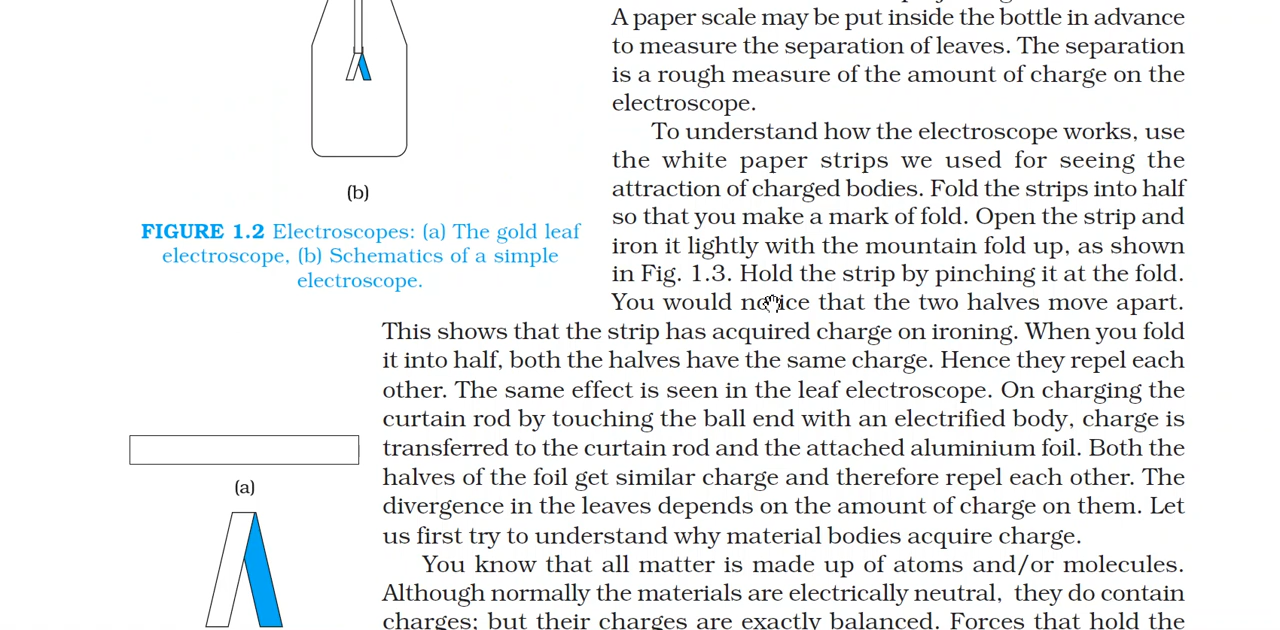 A paper scale may be put inside the bottle in advance
to measure the separation of leaves. The separation
is a rough measure of the amount of charge on the
electroscope.
To understand how the electroscope works, use
the white paper strips we used for seeing the
attraction of charged bodies. Fold the strips into half
so that you make a mark of fold. Open the strip and
iron it lightly with the mountain fold up, as shown
in Fig. 1.3. Hold the strip by pinching it at the fold.
You would notice that the two halves move apart.
(b)
FIGURE 1.2 Electroscopes: (a) The gold leaf
electroscope, (b) Schematics of a simple
electroscope.
This shows that the strip has acquired charge on ironing. When you fold
it into half, both the halves have the same charge. Hence they repel each
other. The same effect is seen in the leaf electroscope. On charging the
curtain rod by touching the ball end with an electrified body, charge is
transferred to the curtain rod and the attached aluminium foil. Both the
halves of the foil get similar charge and therefore repel each other. The
divergence in the leaves depends on the amount of charge on them. Let
us first try to understand why material bodies acquire charge.
(a)
You know that all matter is made up of atoms and/or molecules.
Although normally the materials are electrically neutral, they do contain
charges; but their charges are exactly balanced. Forces that hold the